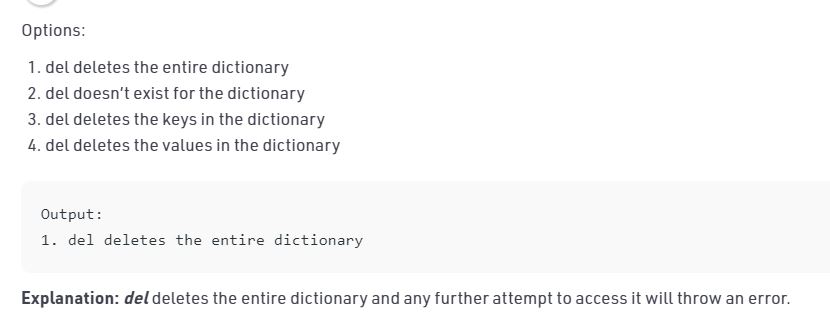 Options:
1. del deletes the entire dictionary
2. del doesn't exist for the dictionary
3. del deletes the keys in the dictionary
4. del deletes the values in the dictionary
Output:
1. del deletes the entire dictionary
Explanation: del deletes the entire dictionary and any further attempt to access it will throw an error.